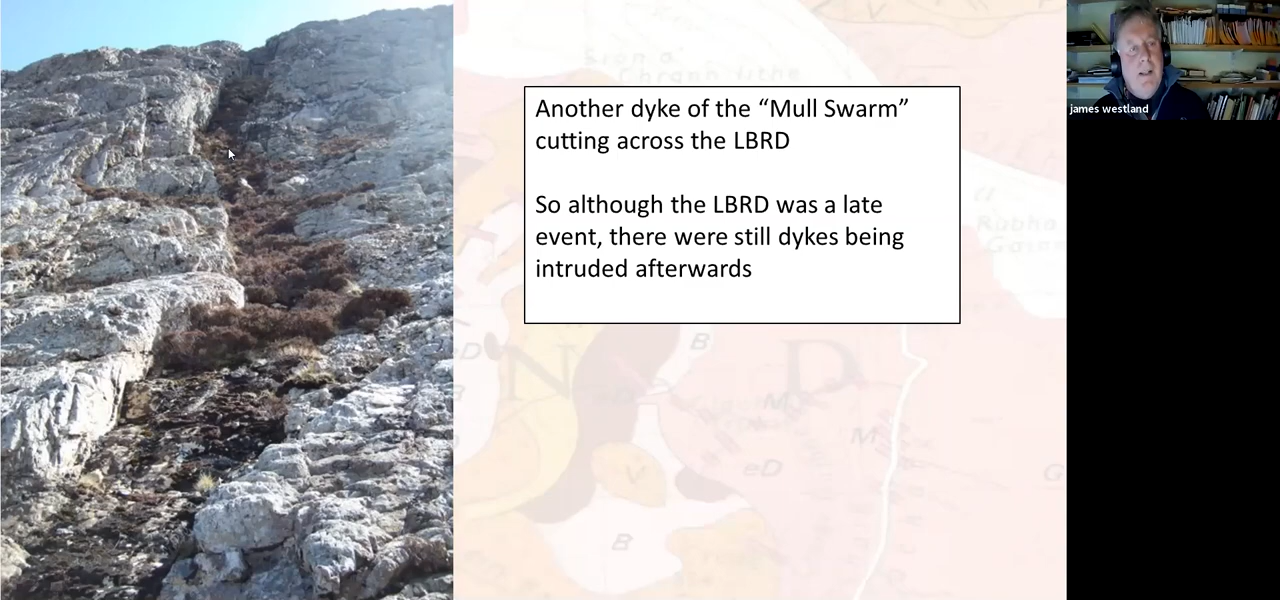 Another dyke of the “Mull Swarm”
cutting across the LBRD
So although the LBRD was a late
event, there were still dykes being
intruded afterwards
james westland
N
D
B
V
B
eD
M
M
V